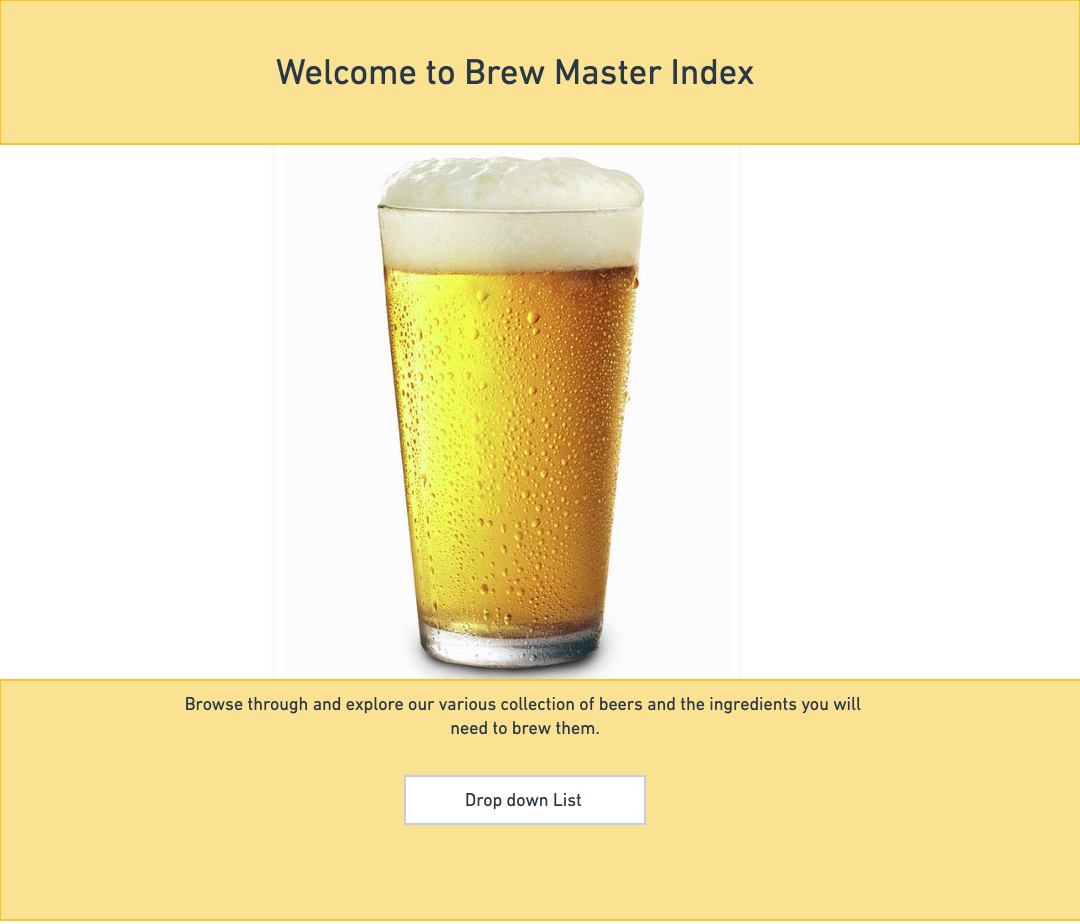 Welcome to Brew Master Index
Browse through and explore our various collection of beers and the ingredients you will
need to brew them.
Drop down List